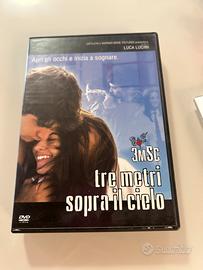 LUCA LUCINI
Apri gli occhi e inizia a sognare
3MSC
tre metri
sopra il cielo
DVD